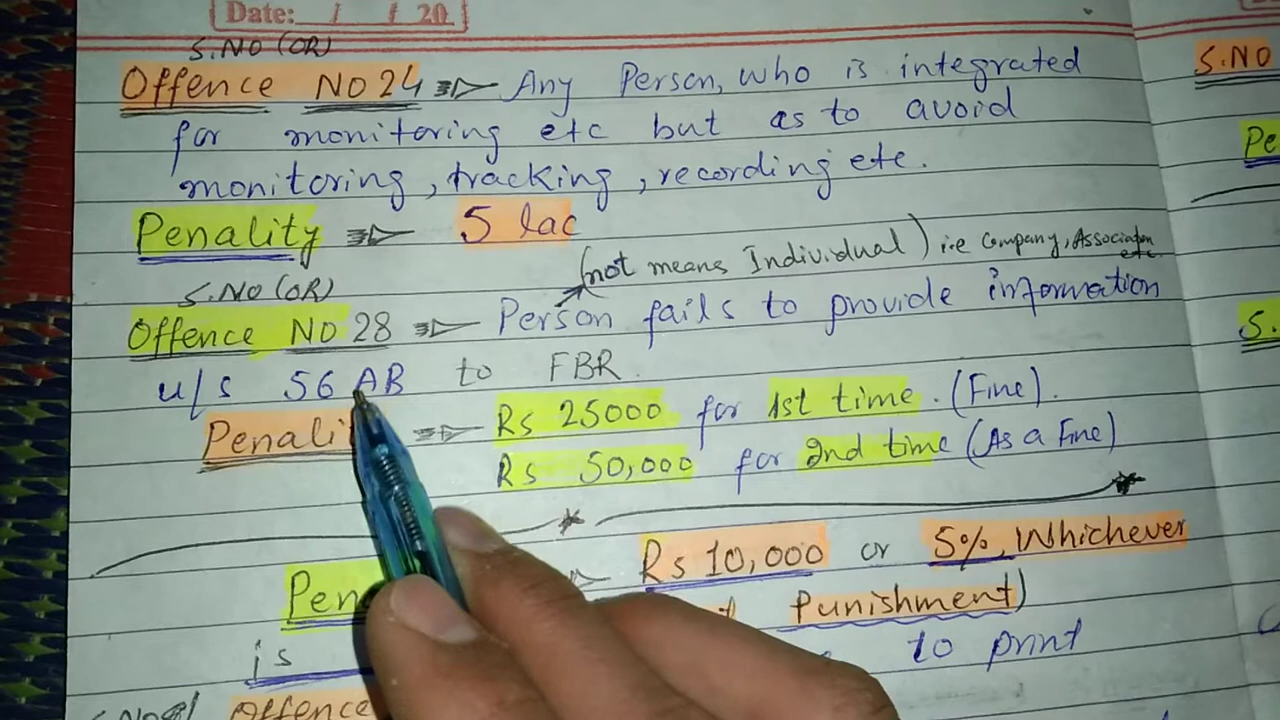 Date: / / 20
S.NO (OR)
Offence NO 24 ⇒ Any Person, who is integrated
for monitoring etc but as to avoid
monitoring, tracking, recording etc.
Penality ⇒ 5 lac
(not means Individual) i.e Company, Association etc
S.NO (OR)
Offence NO 28 ⇒ Person fails to provide information
u/s 56 AB to FBR.
Penali ⇒ Rs 25000 for 1st time. (Fine).
Rs 50,000 for 2nd time (As a Fine)
Pen Rs 10,000 or 5%, Whichever
Punishment)
is to print
Offence
S.NO
Pe
S.